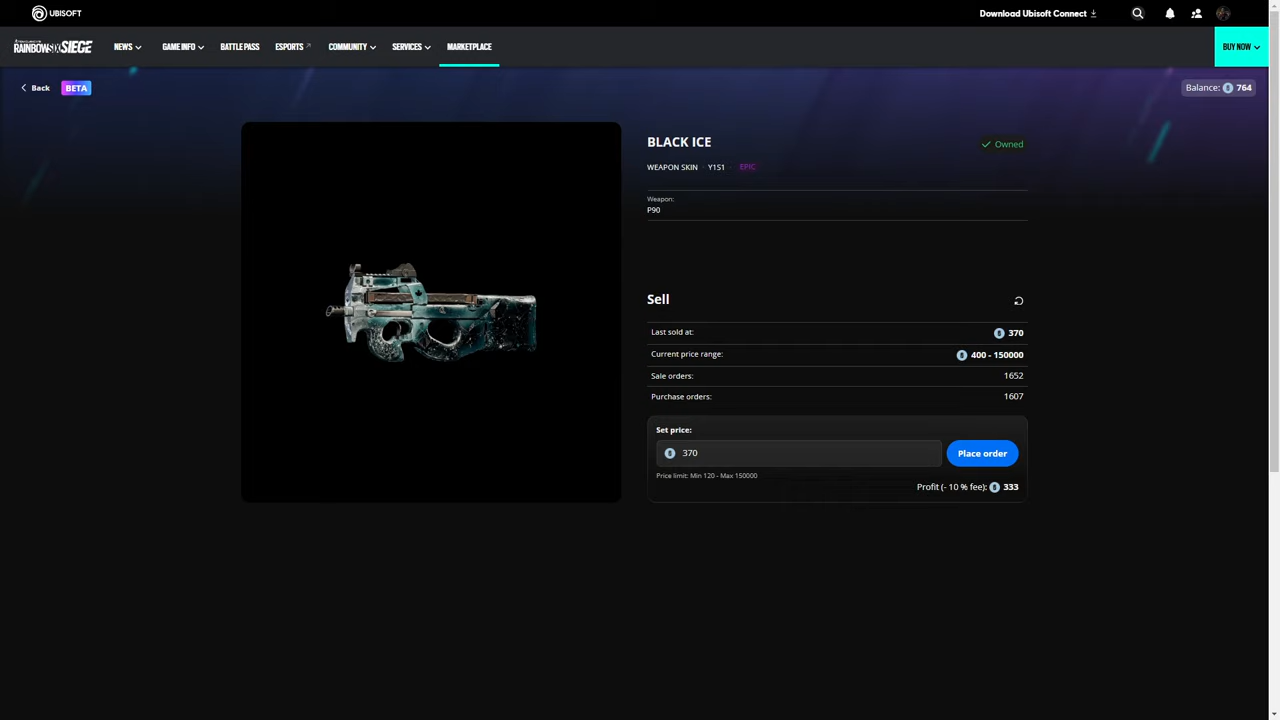 UBISOFT
Download Ubisoft Connect
RAINBOW SIX SIEGE
NEWS
GAME INFO
BATTLE PASS
ESPORTS
COMMUNITY
SERVICES
MARKETPLACE
BUY NOW
Back
BETA
Balance: 764
BLACK ICE
Owned
WEAPON SKIN · Y1S1 · EPIC
Weapon:
P90
Sell
Last sold at: 370
Current price range: 400 - 150000
Sale orders: 1652
Purchase orders: 1607
Set price:
370
Place order
Price limit: Min 120 - Max 150000
Profit (- 10 % fee): 333